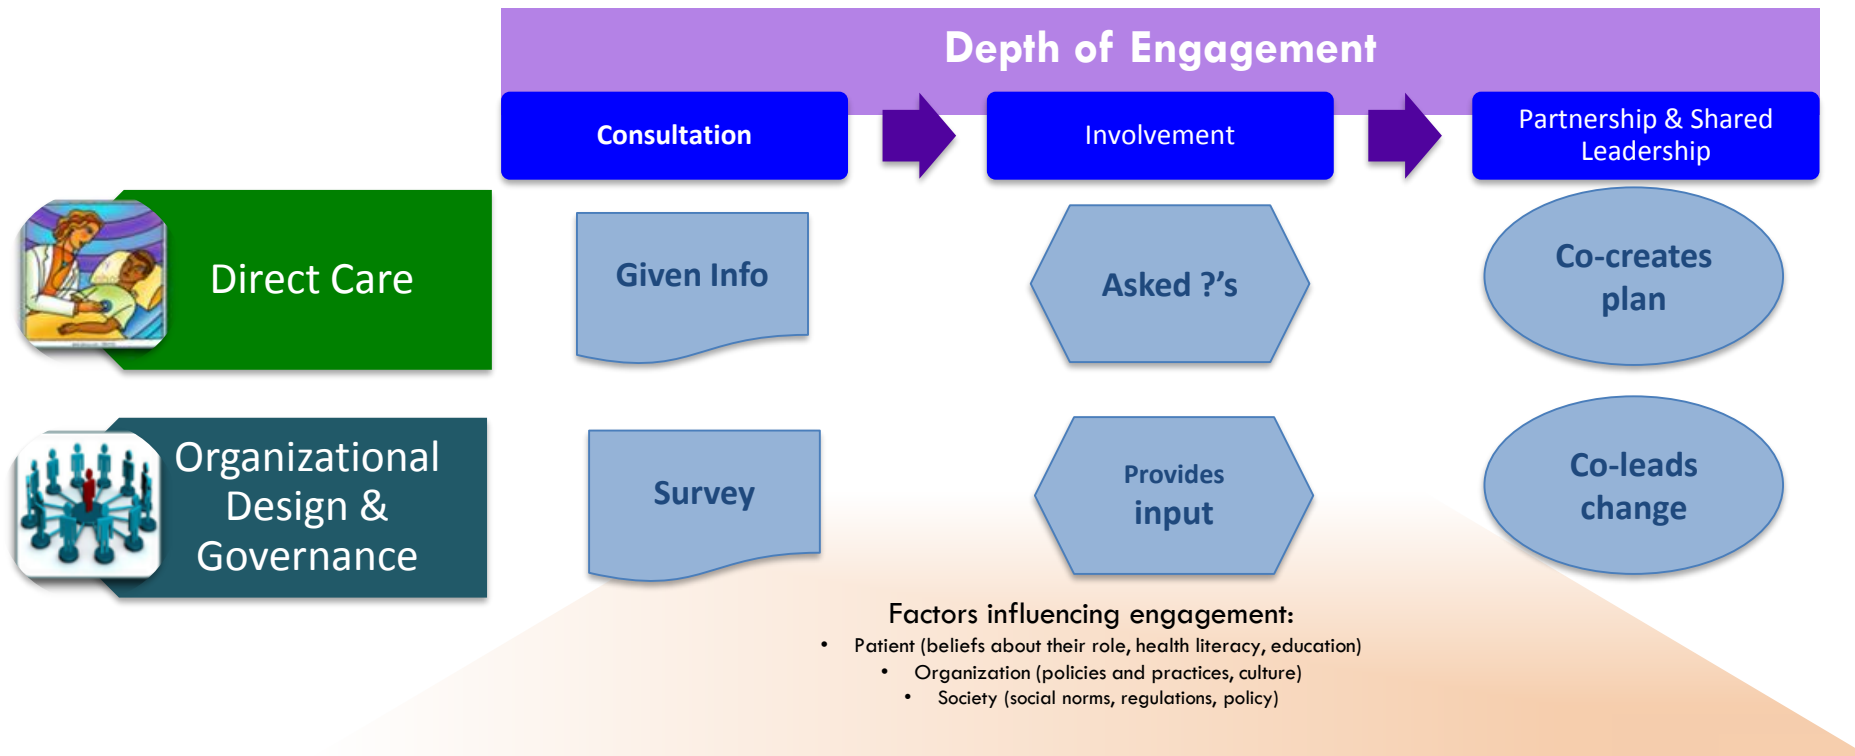 Depth of Engagement
Consultation
Involvement
Partnership & Shared
Leadership
Direct Care
Given Info
Asked ?’s
Co-creates
plan
Organizational
Design &
Governance
Survey
Provides
input
Co-leads
change
Factors influencing engagement:
• Patient (beliefs about their role, health literacy, education)
• Organization (policies and practices, culture)
• Society (social norms, regulations, policy)